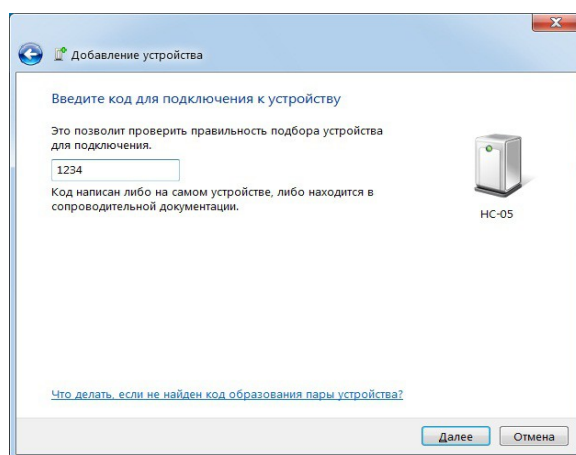 Добавление устройства
Введите код для подключения к устройству
Это позволит проверить правильность подбора устройства
для подключения.
1234
Код написан либо на самом устройстве, либо находится в
сопроводительной документации.
HC-05
Что делать, если не найден код образования пары устройства?
Далее
Отмена